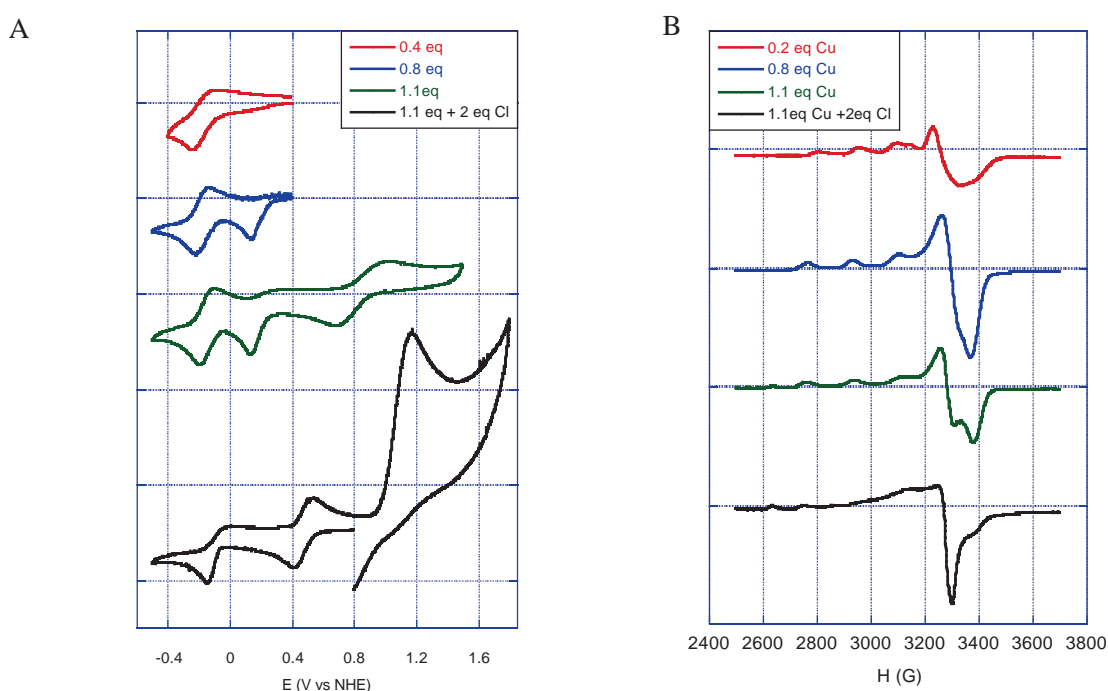 A
0.4 eq
0.8 eq
1.1eq
1.1 eq + 2 eq Cl
-0.4 0 0.4 0.8 1.2 1.6
E (V vs NHE)
B
0.2 eq Cu
0.8 eq Cu
1.1 eq Cu
1.1eq Cu +2eq Cl
2400 2600 2800 3000 3200 3400 3600 3800
H (G)